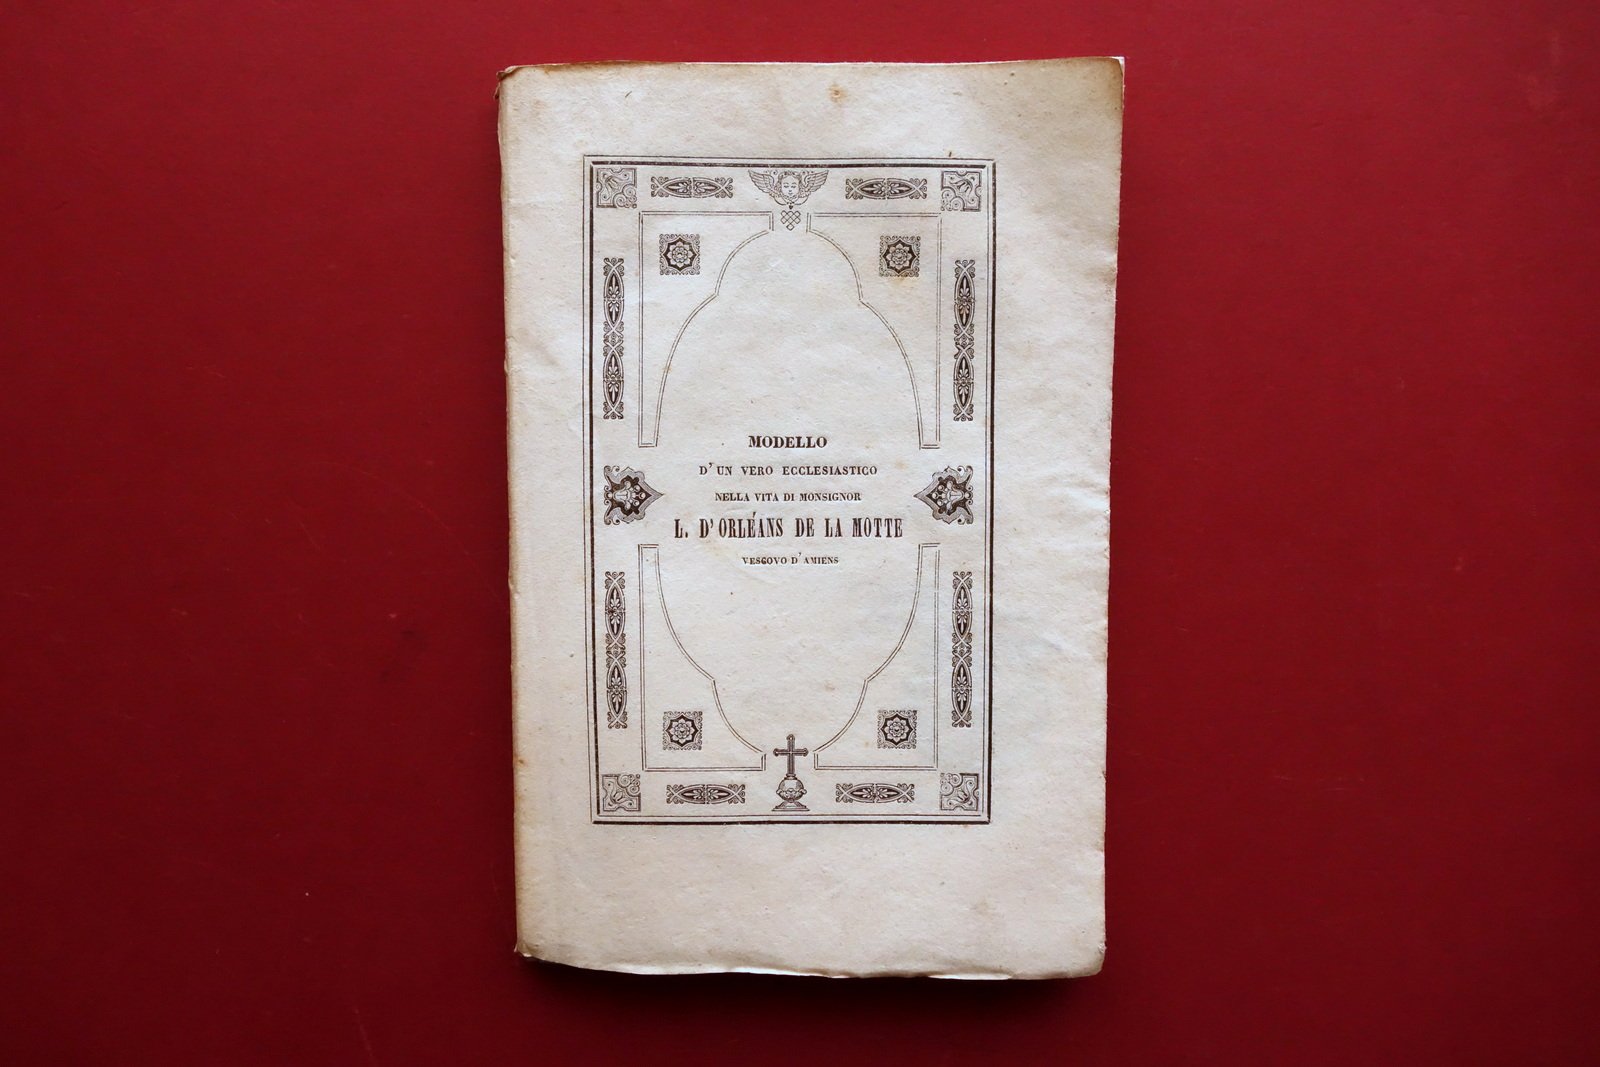 MODELLO
D'UN VERO ECCLESIASTICO
NELLA VITA DI MONSIGNOR
L. D'ORLÉANS DE LA MOTTE
VESCOVO D'AMIENS